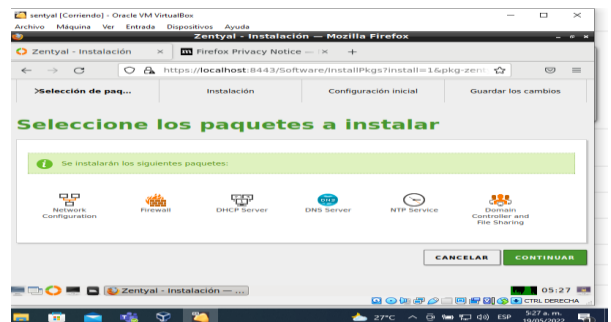 sentyal [Corriendo] - Oracle VM VirtualBox
Archivo Máquina Ver Entrada Dispositivos Ayuda
Zentyal - Instalación — Mozilla Firefox
Zentyal - Instalación × Firefox Privacy Notice — × +
https://localhost:8443/Software/InstallPkgs?install=1&pkg-zent
Selección de paq... Instalación Configuración inicial Guardar los cambios
Seleccione los paquetes a instalar
Se instalarán los siguientes paquetes:
Network Configuration
Firewall
DHCP Server
DNS Server
NTP Service
Domain Controller and File Sharing
CANCELAR CONTINUAR
Zentyal - Instalación — ... 05:27
CTRL DERECHA
27°C ESP 5:27 a. m.
19/05/2022